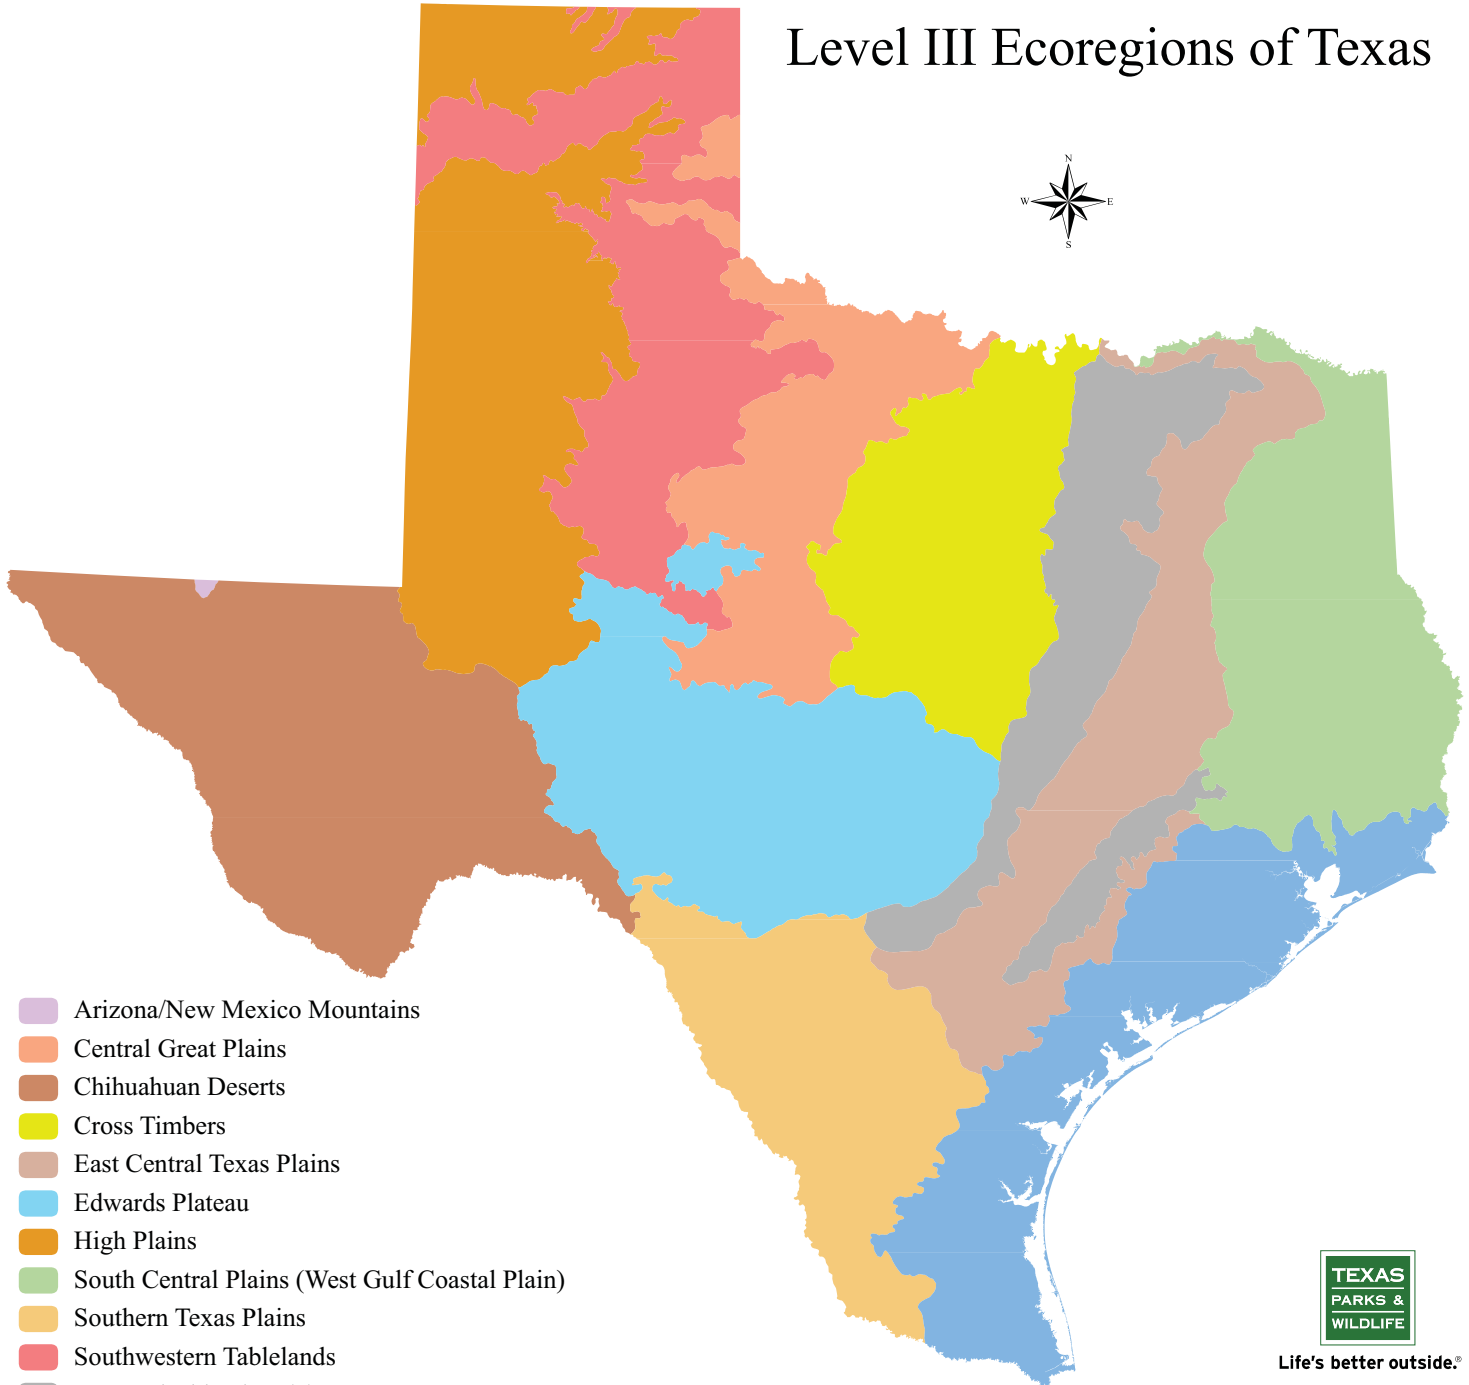 Level III Ecoregions of Texas
N
W E
S
Arizona/New Mexico Mountains
Central Great Plains
Chihuahuan Deserts
Cross Timbers
East Central Texas Plains
Edwards Plateau
High Plains
South Central Plains (West Gulf Coastal Plain)
Southern Texas Plains
Southwestern Tablelands
TEXAS
PARKS &
WILDLIFE
Life's better outside.®